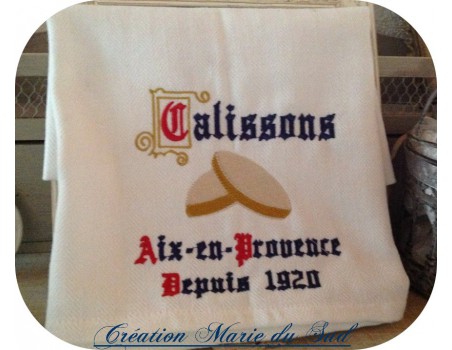 Calissons
Aix-en-Provence
Depuis 1920
Création Marie du Sud